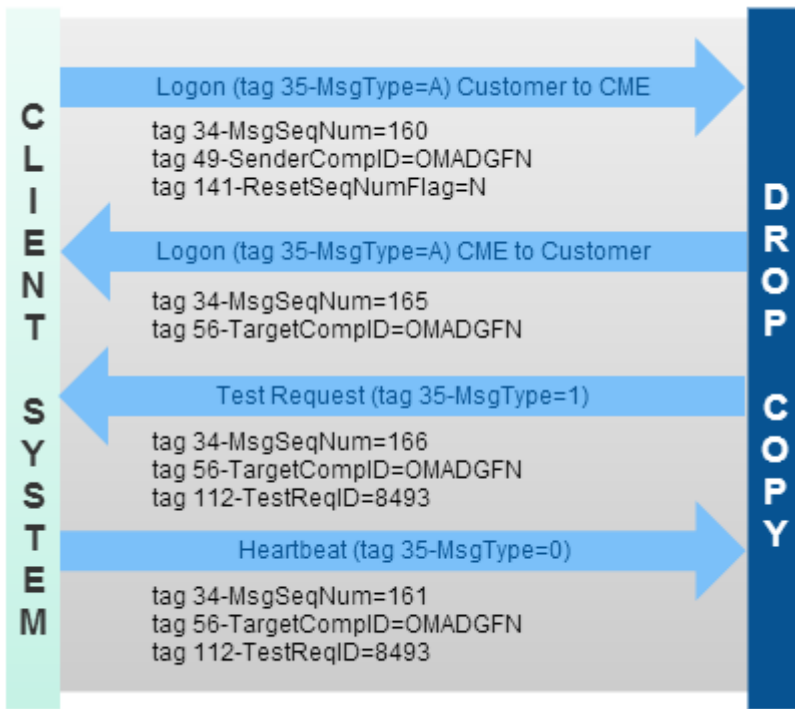 CLIENT SYSTEM
Logon (tag 35-MsgType=A) Customer to CME
tag 34-MsgSeqNum=160
tag 49-SenderCompID=OMADGFN
tag 141-ResetSeqNumFlag=N
Logon (tag 35-MsgType=A) CME to Customer
tag 34-MsgSeqNum=165
tag 56-TargetCompID=OMADGFN
Test Request (tag 35-MsgType=1)
tag 34-MsgSeqNum=166
tag 56-TargetCompID=OMADGFN
tag 112-TestReqID=8493
Heartbeat (tag 35-MsgType=0)
tag 34-MsgSeqNum=161
tag 56-TargetCompID=OMADGFN
tag 112-TestReqID=8493
DROP COPY